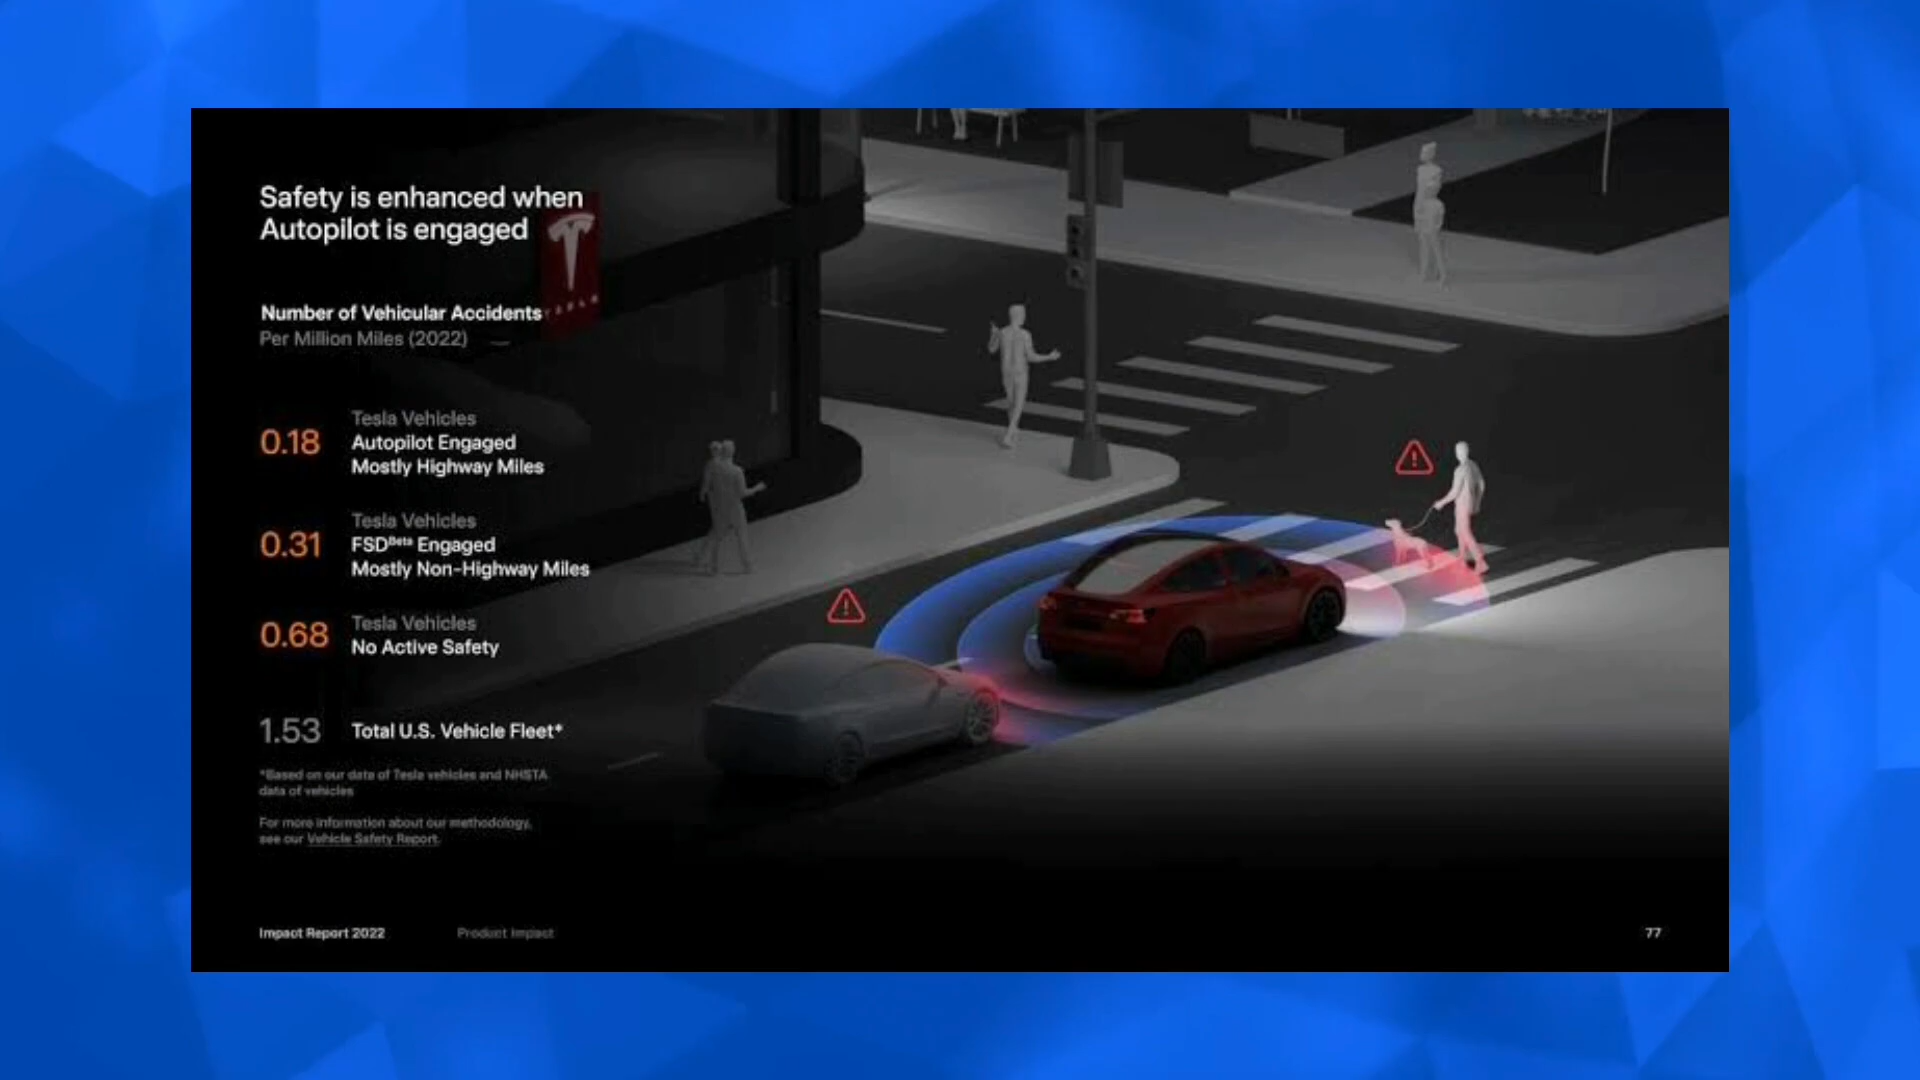 Safety is enhanced when
Autopilot is engaged
TESLA
Number of Vehicular Accidents
Per Million Miles (2022)
0.18
Tesla Vehicles
Autopilot Engaged
Mostly Highway Miles
0.31
Tesla Vehicles
FSDBeta Engaged
Mostly Non-Highway Miles
0.68
Tesla Vehicles
No Active Safety
1.53
Total U.S. Vehicle Fleet*
*Based on our data of Tesla vehicles and NHSTA
data of vehicles
For more information about our methodology,
see our Vehicle Safety Report.
Impact Report 2022
Product Impact
77